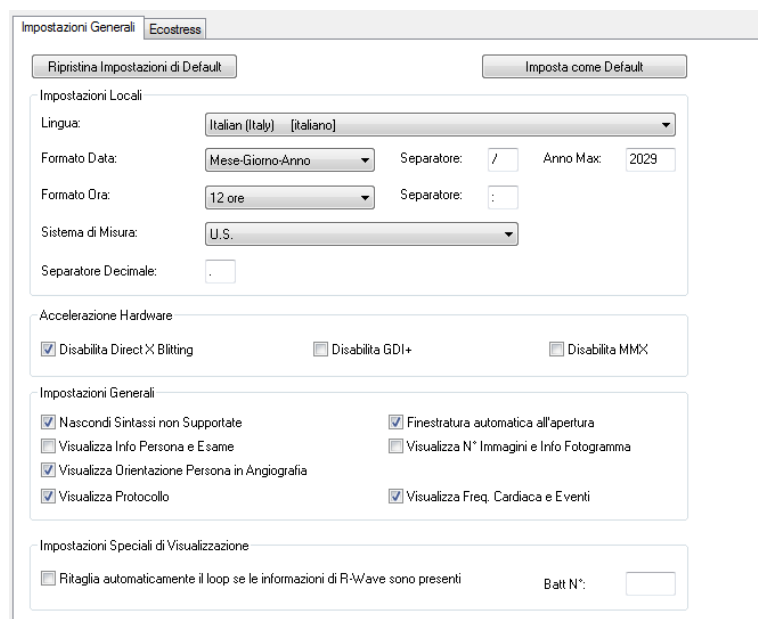 Impostazioni Generali Ecostress
Ripristina Impostazioni di Default Imposta come Default
Impostazioni Locali
Lingua: Italian (Italy) [italiano]
Formato Data: Mese-Giorno-Anno Separatore: / Anno Max: 2029
Formato Ora: 12 ore Separatore: :
Sistema di Misura: U.S.
Separatore Decimale: .
Accelerazione Hardware
Disabilita Direct X Blitting Disabilita GDI+ Disabilita MMX
Impostazioni Generali
Nascondi Sintassi non Supportate Finestratura automatica all'apertura
Visualizza Info Persona e Esame Visualizza N° Immagini e Info Fotogramma
Visualizza Orientazione Persona in Angiografia
Visualizza Protocollo Visualizza Freq. Cardiaca e Eventi
Impostazioni Speciali di Visualizzazione
Ritaglia automaticamente il loop se le informazioni di R-Wave sono presenti Batt N°: